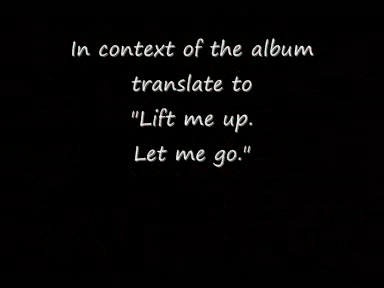 In context of the album
translate to
"Lift me up.
Let me go."